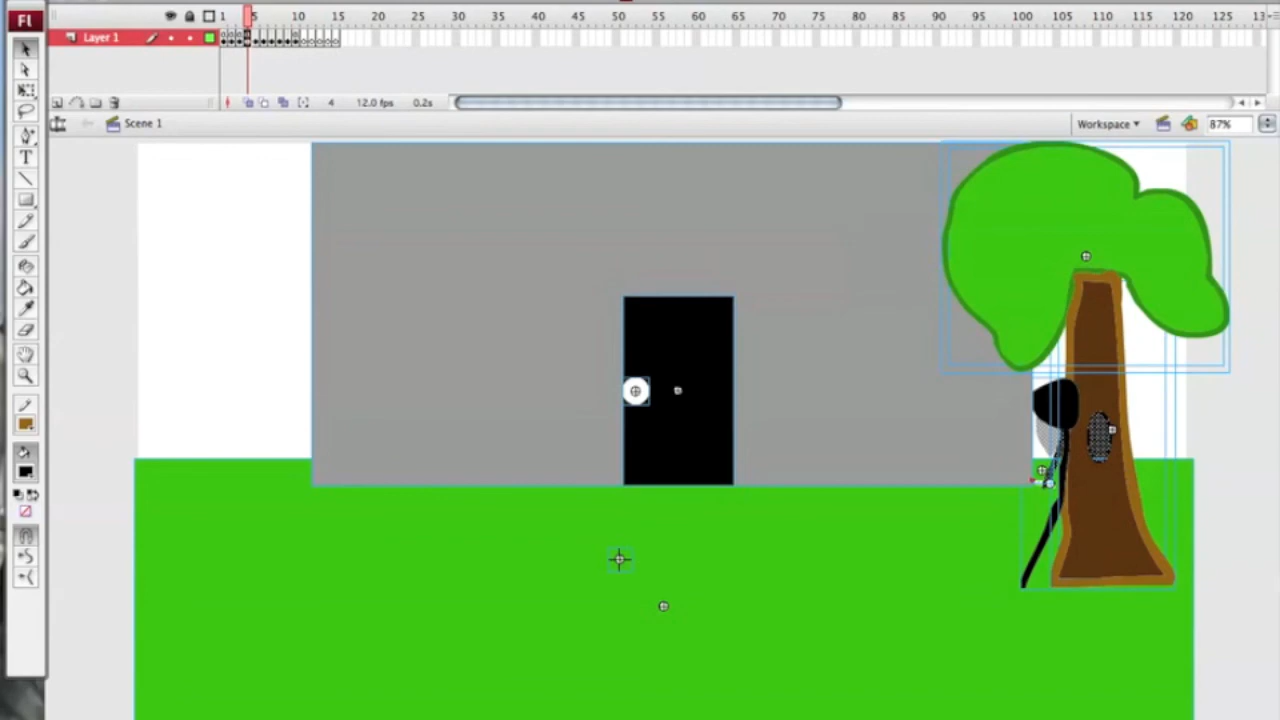 Fl
1 5 10 15 20 25 30 35 40 45 50 55 60 65 70 75 80 85 90 95 100 105 110 115 120 125 13
Layer 1
4 12.0 fps 0.2s
Scene 1
Workspace
87%
T